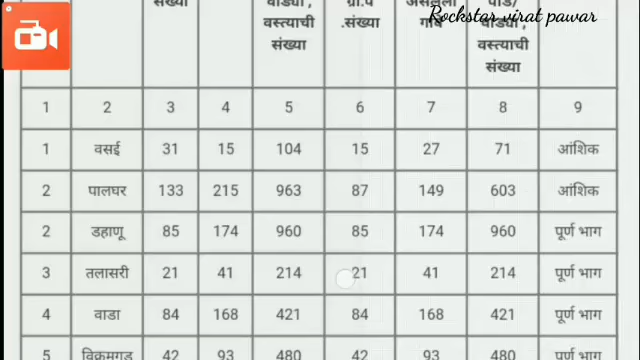 Rockstar virat pawar
संख्या वाड्या , ग्रा.प असलेली पाडे/
वस्त्याची .संख्या गावे वाड्या ,
संख्या वस्त्याची
संख्या
1 2 3 4 5 6 7 8 9
1 वसई 31 15 104 15 27 71 आंशिक
2 पालघर 133 215 963 87 149 603 आंशिक
2 डहाणू 85 174 960 85 174 960 पूर्ण भाग
3 तलासरी 21 41 214 21 41 214 पूर्ण भाग
4 वाडा 84 168 421 84 168 421 पूर्ण भाग
5 विक्रमगड 42 93 480 42 93 480 पूर्ण भाग